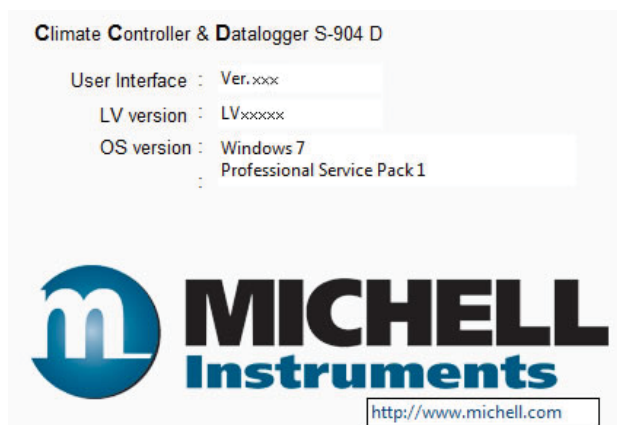 Climate Controller & Datalogger S-904 D
User Interface : Ver.xxx
LV version : LVxxxxx
OS version : Windows 7
: Professional Service Pack 1
m MICHELL
Instruments
http://www.michell.com